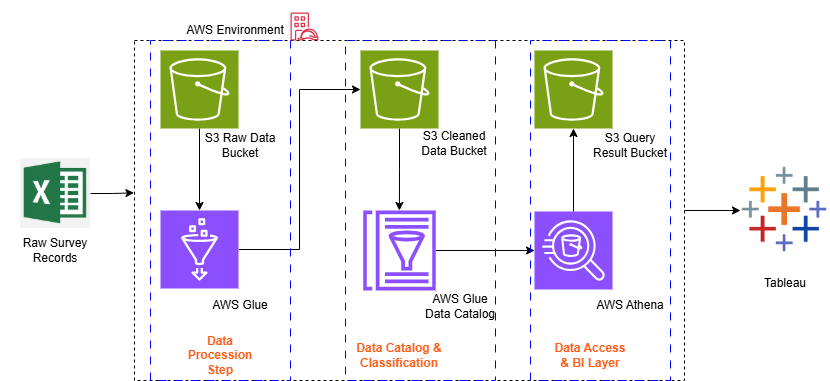 AWS Environment
S3 Raw Data
Bucket
S3 Cleaned
Data Bucket
S3 Query
Result Bucket
X
Raw Survey
Records
AWS Glue
AWS Glue
Data Catalog
AWS Athena
Tableau
Data
Procession
Step
Data Catalog &
Classification
Data Access
& BI Layer